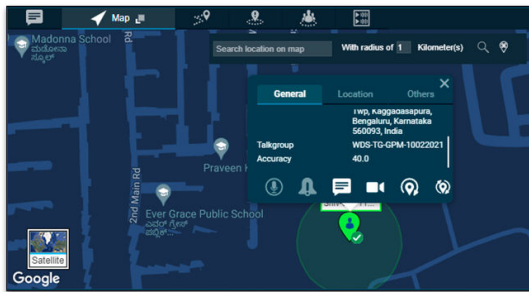 Map
Madonna School
ಮಡೋನಾ
ಸ್ಕೂಲ್
Rd
Search location on map
With radius of 1 Kilometer(s)
General
Location
Others
Twp, Kaggadasapura,
Bengaluru, Karnataka
560093, India
Talkgroup
WDS-TG-GPM-10022021
Accuracy
40.0
Praveen
2nd Main Rd
Ever Grace Public School
ಎವರ್ ಗ್ರೇಸ್
Satellite
Google